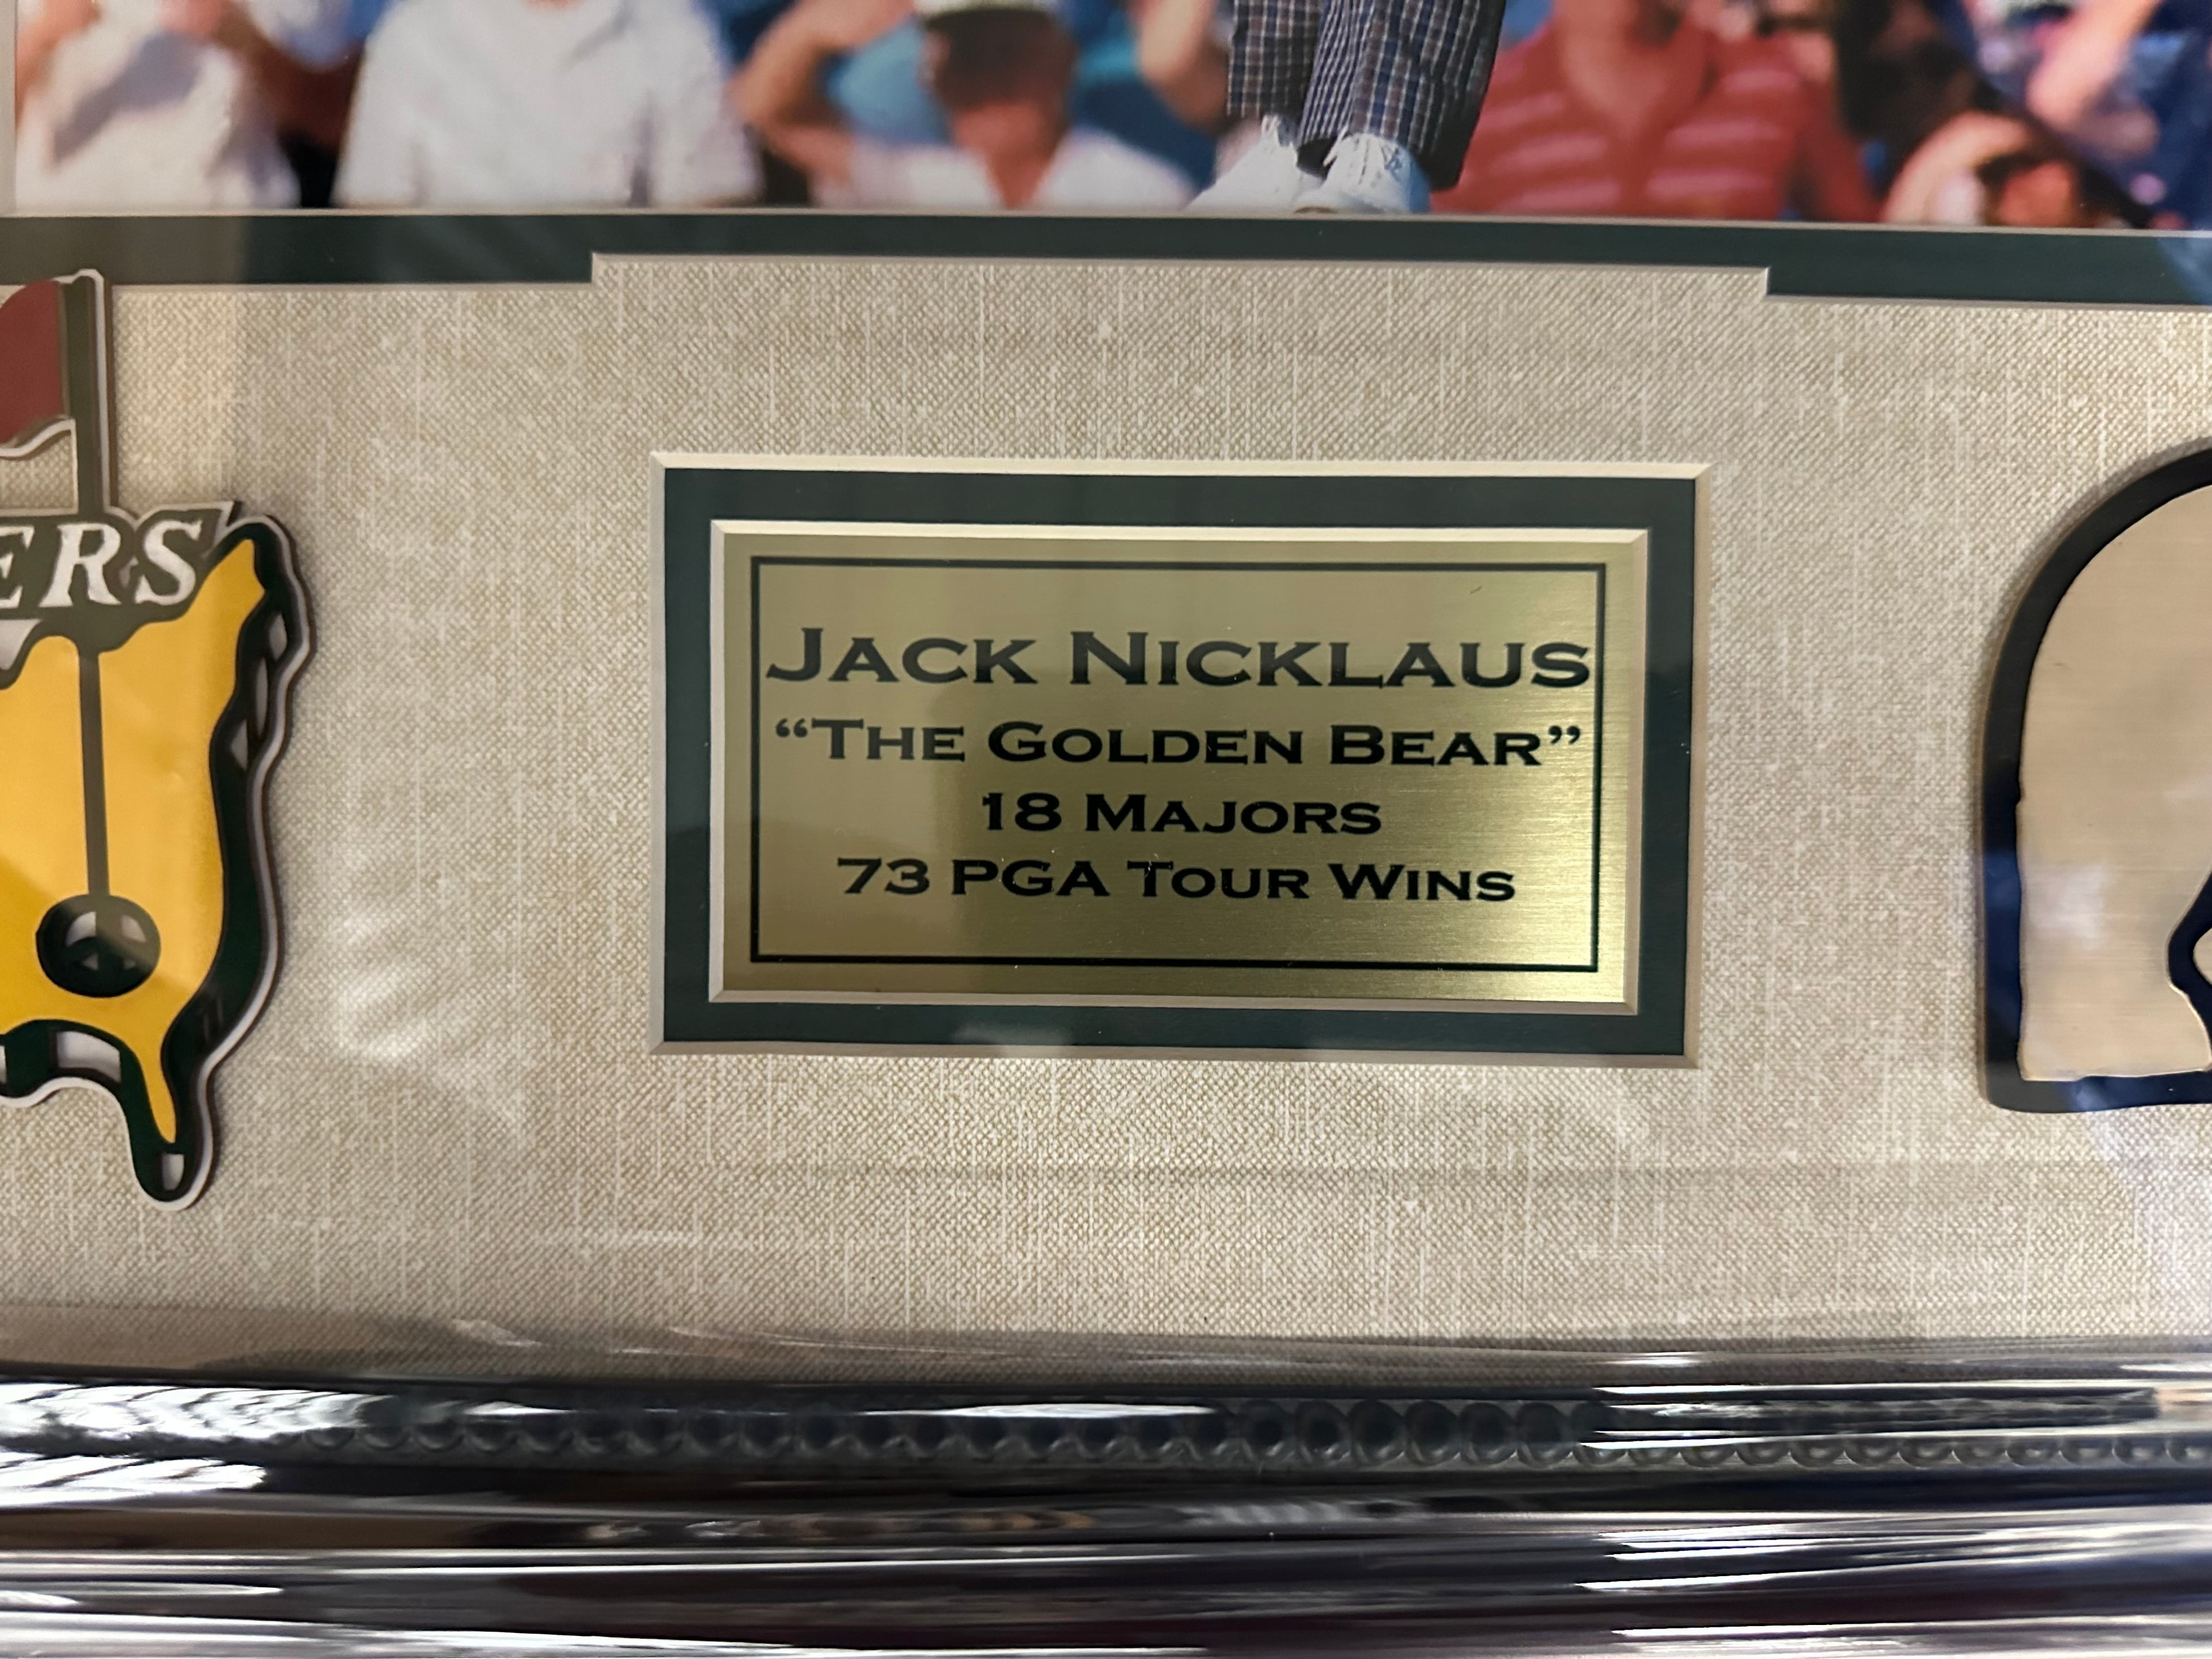 ERS
JACK NICKLAUS
“THE GOLDEN BEAR”
18 MAJORS
73 PGA TOUR WINS